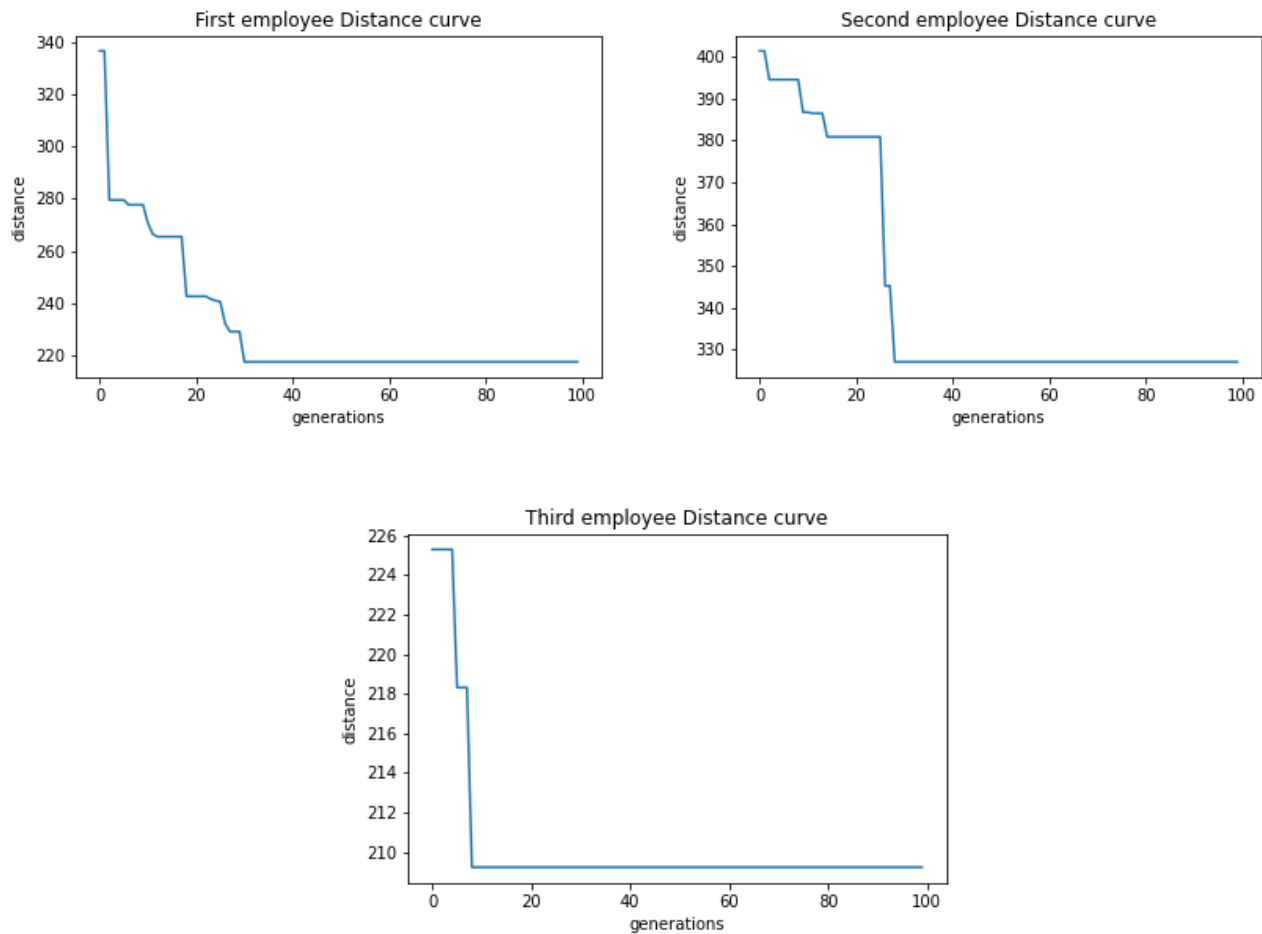 First employee Distance curve
340
320
300
280
260
240
220
distance
0 20 40 60 80 100
generations
Second employee Distance curve
400
390
380
370
360
350
340
330
distance
0 20 40 60 80 100
generations
Third employee Distance curve
226
224
222
220
218
216
214
212
210
distance
0 20 40 60 80 100
generations